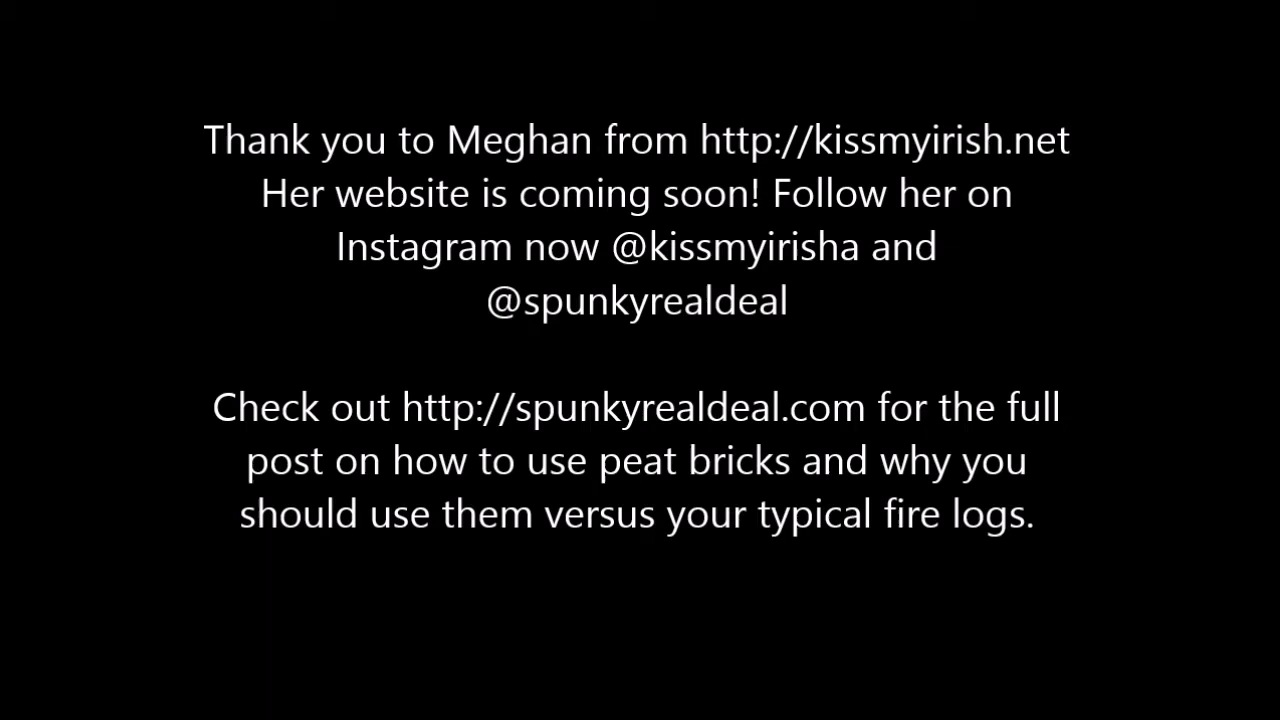 Thank you to Meghan from http://kissmyirish.net
Her website is coming soon! Follow her on
Instagram now @kissmyirisha and
@spunkyrealdeal
Check out http://spunkyrealdeal.com for the full
post on how to use peat bricks and why you
should use them versus your typical fire logs.